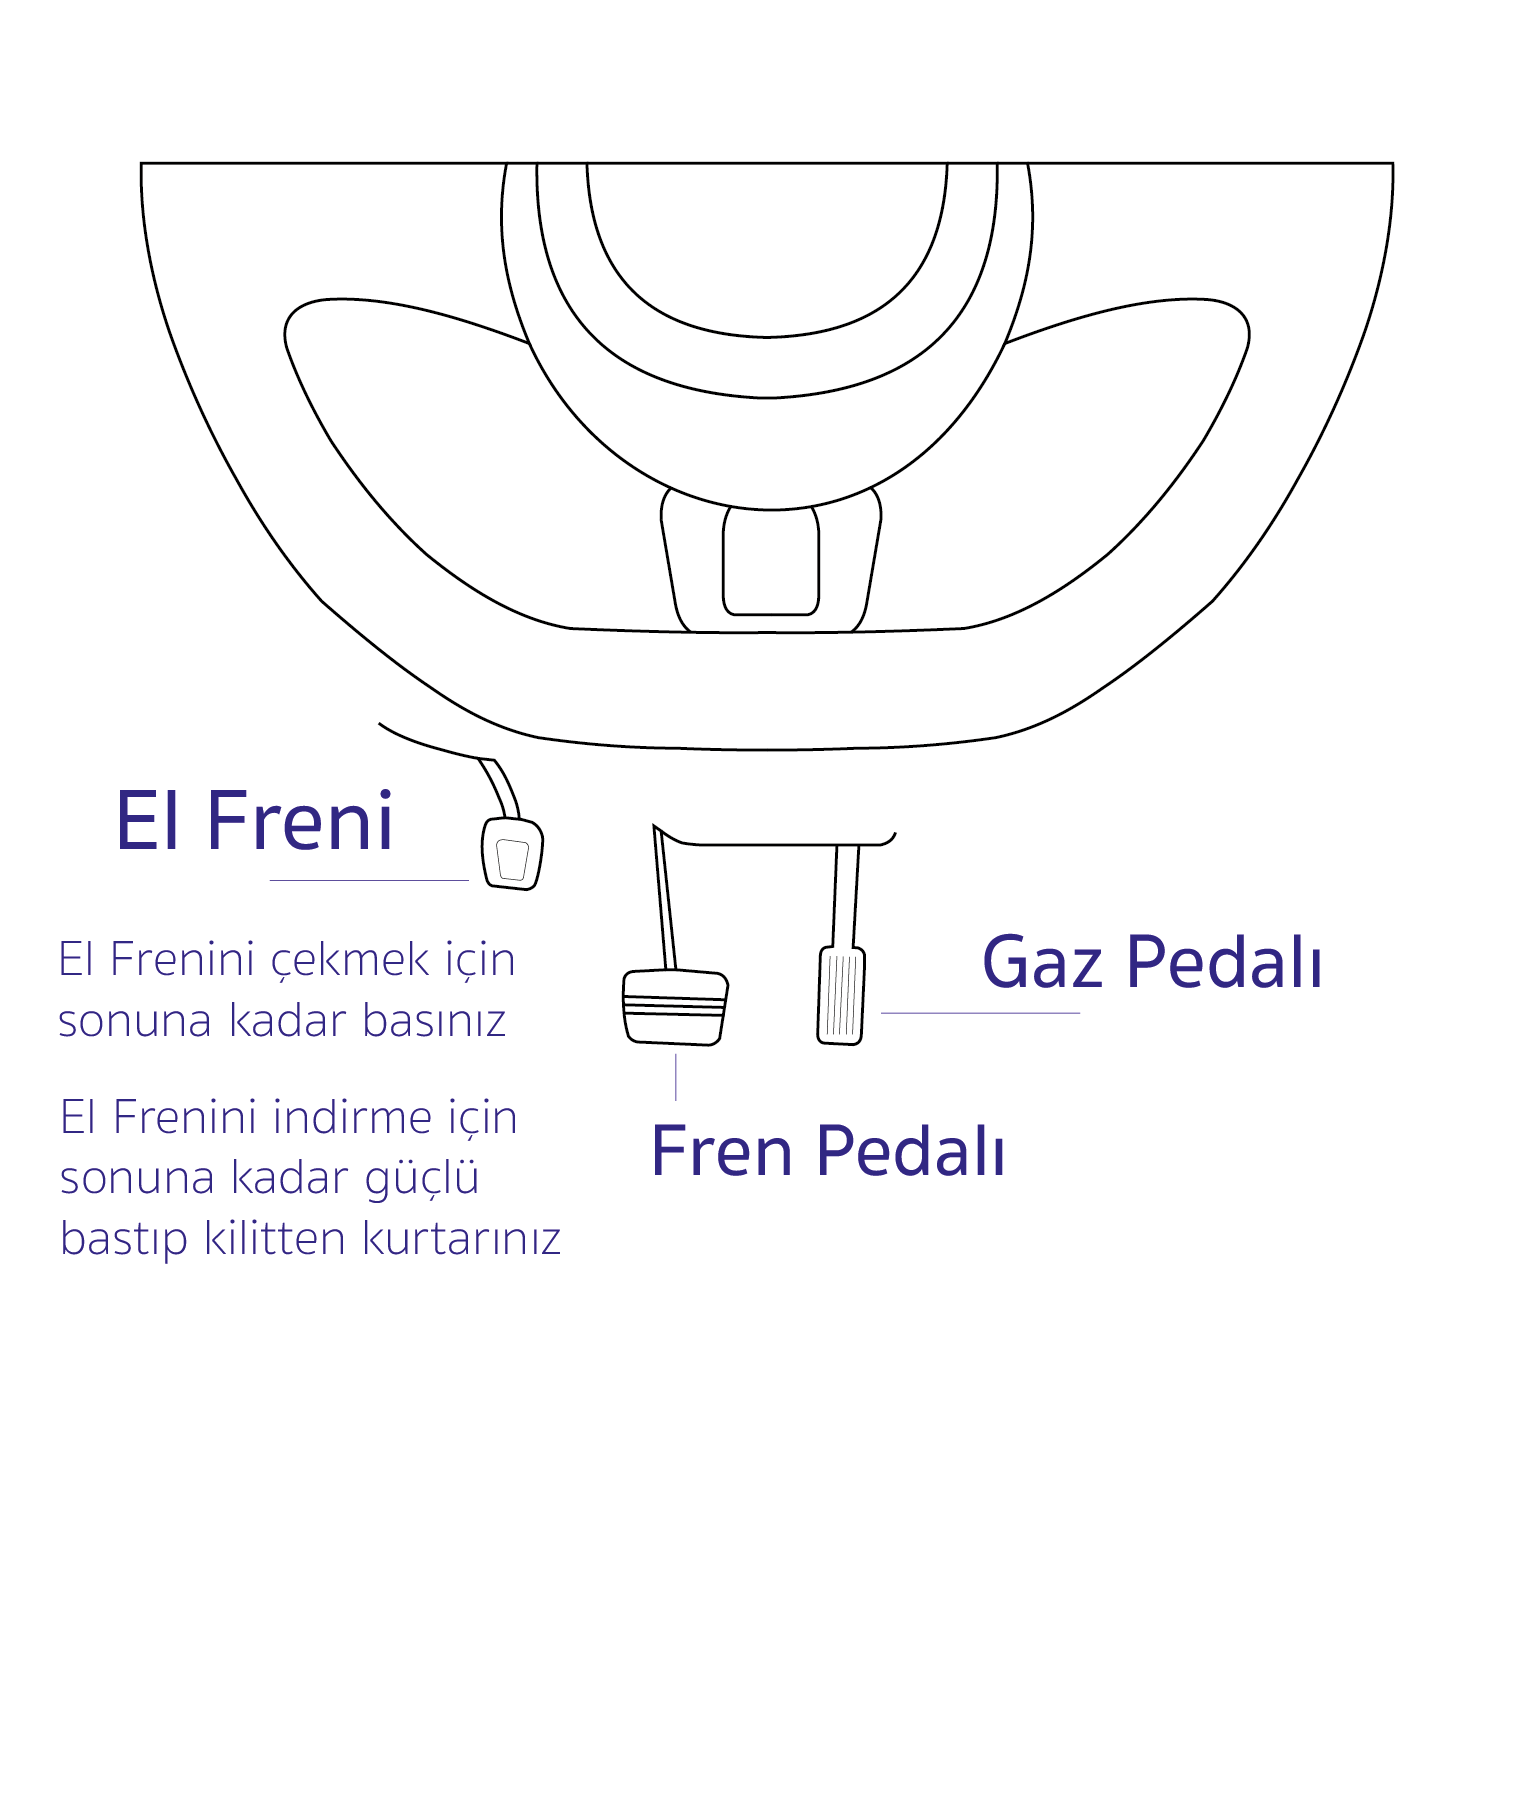 El Freni
El Frenini çekmek için
sonuna kadar basınız
El Frenini indirme için
sonuna kadar güçlü
bastıp kilitten kurtarınız
Gaz Pedalı
Fren Pedalı